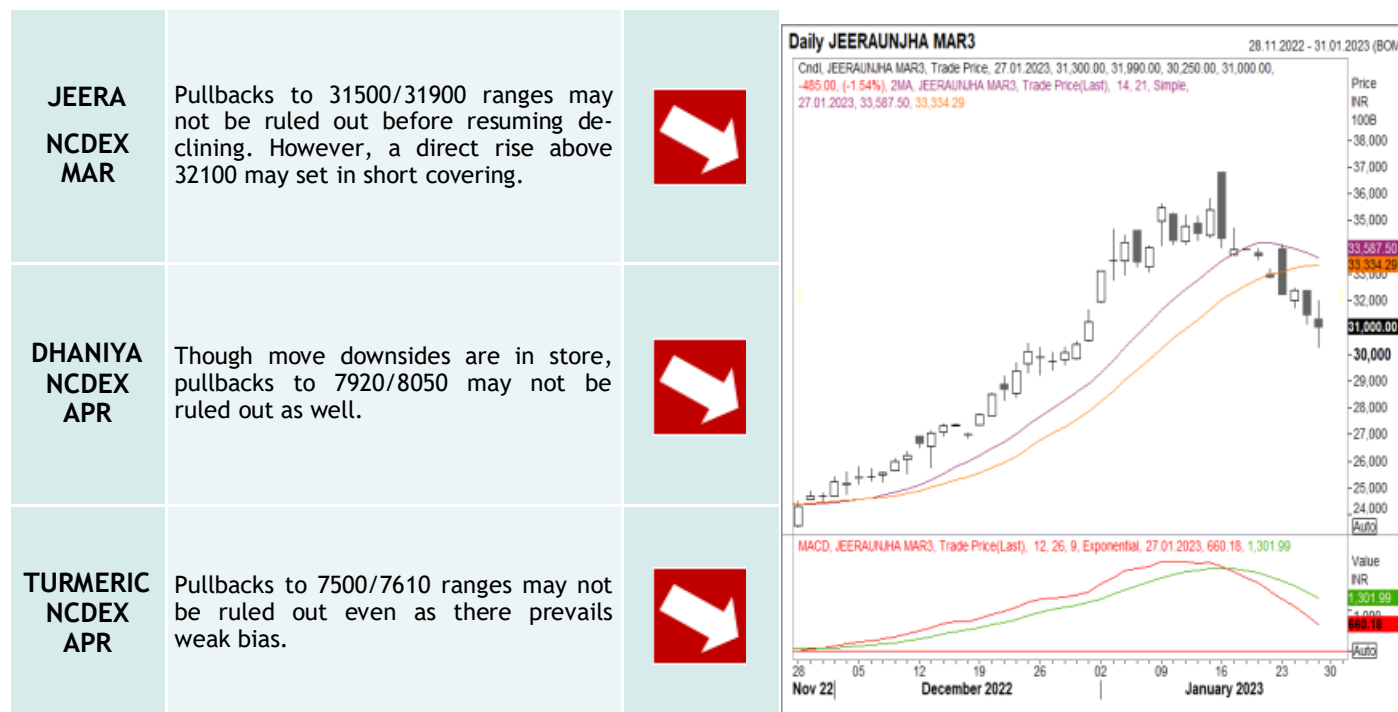 JEERA
NCDEX
MAR
Pullbacks to 31500/31900 ranges may
not be ruled out before resuming de-
clining. However, a direct rise above
32100 may set in short covering.
DHANIYA
NCDEX
APR
Though move downsides are in store,
pullbacks to 7920/8050 may not be
ruled out as well.
TURMERIC
NCDEX
APR
Pullbacks to 7500/7610 ranges may not
be ruled out even as there prevails
weak bias.
Daily JEERAUNJHA MAR3
28.11.2022 - 31.01.2023 (BOM
Cndl, JEERAUNJHA MAR3, Trade Price, 27.01.2023, 31,300.00, 31,990.00, 30,250.00, 31,000.00,
-485.00, (-1.54%), 2MA, JEERAUNJHA MAR3, Trade Price(Last), 14, 21, Simple,
27.01.2023, 33,587.50, 33,334.29
Price
INR
100B
38,000
37,000
36,000
35,000
33,587.50
33,334.29
33,000
32,000
31,000.00
30,000
29,000
28,000
27,000
26,000
25,000
24,000
Auto
MACD, JEERAUNJHA MAR3, Trade Price(Last), 12, 26, 9, Exponential, 27.01.2023, 660.18, 1,301.99
Value
INR
1,301.99
1,000
660.18
Auto
28 05 12 19 26 02 09 16 23 30
Nov 22 December 2022 January 2023